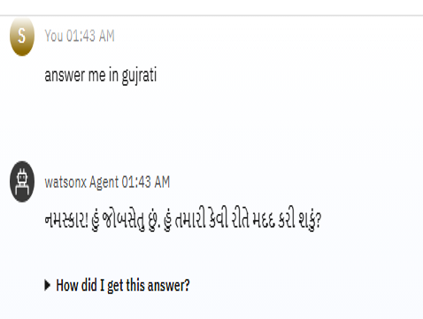 S
You 01:43 AM
answer me in gujrati
watsonx Agent 01:43 AM
નમસ્કાર! હું જોબસેતુ છું. હું તમારી કેવી રીતે મદદ કરી શકું?
How did I get this answer?